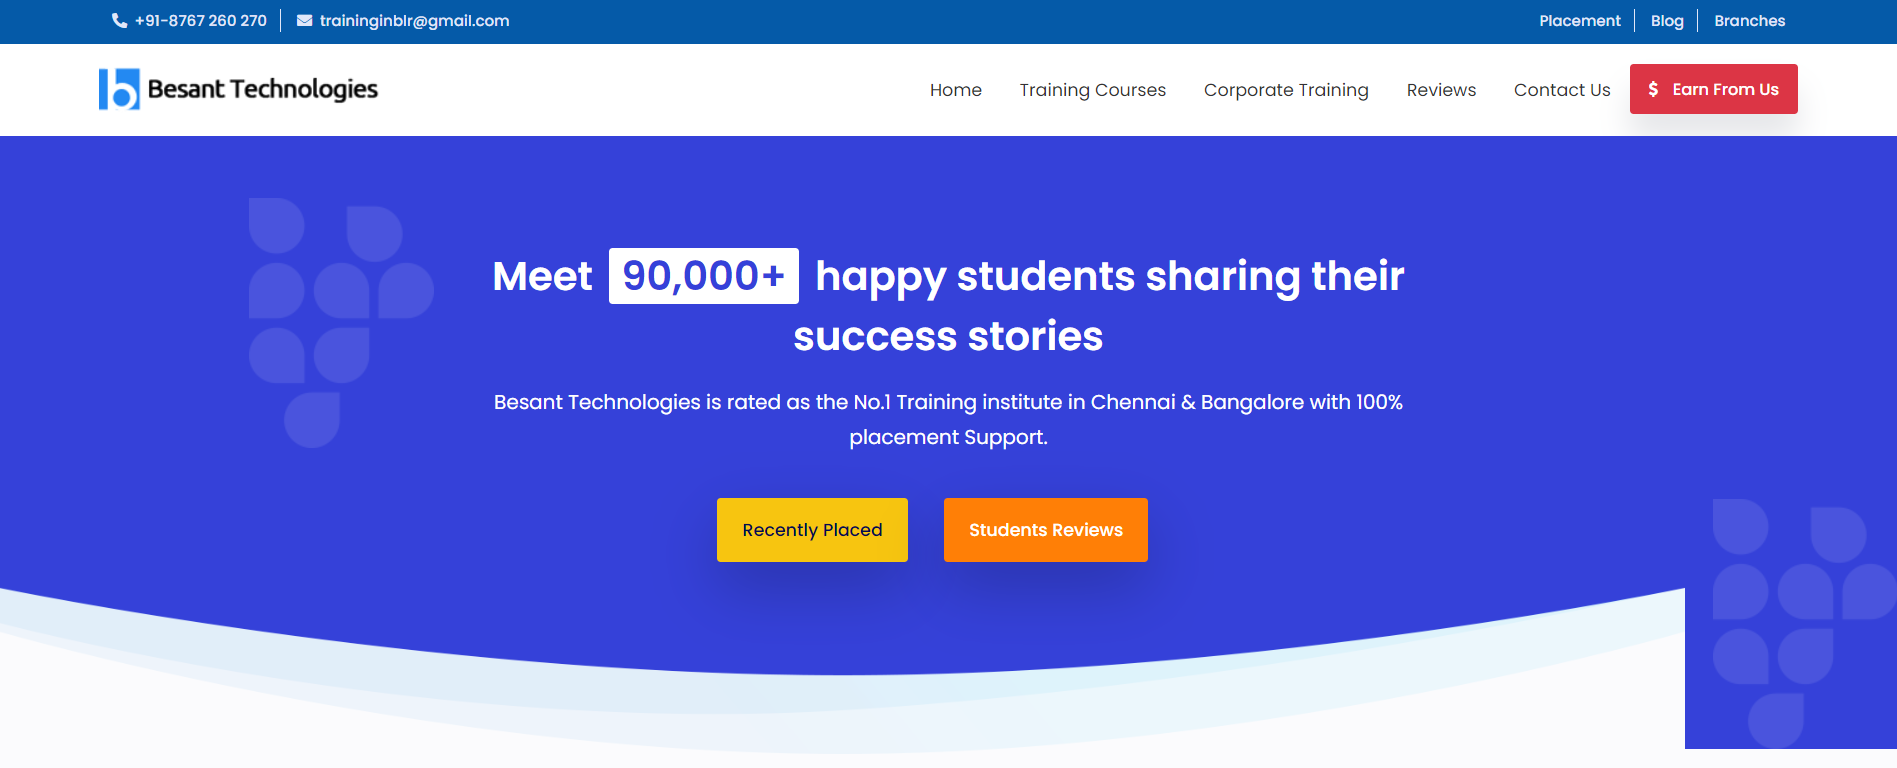 +91-8767 260 270 traininginblr@gmail.com Placement Blog Branches
Besant Technologies Home Training Courses Corporate Training Reviews Contact Us $ Earn From Us
Meet 90,000+ happy students sharing their
success stories
Besant Technologies is rated as the No.1 Training institute in Chennai & Bangalore with 100%
placement Support.
Recently Placed Students Reviews